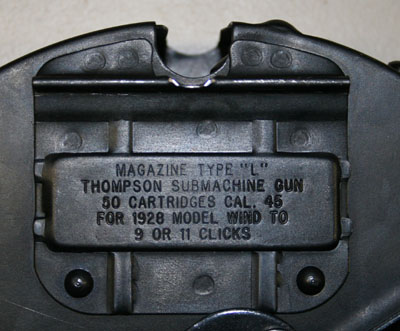 MAGAZINE TYPE "L"
THOMPSON SUBMACHINE GUN
50 CARTRIDGES CAL. 45
FOR 1928 MODEL WIND TO
9 OR 11 CLICKS